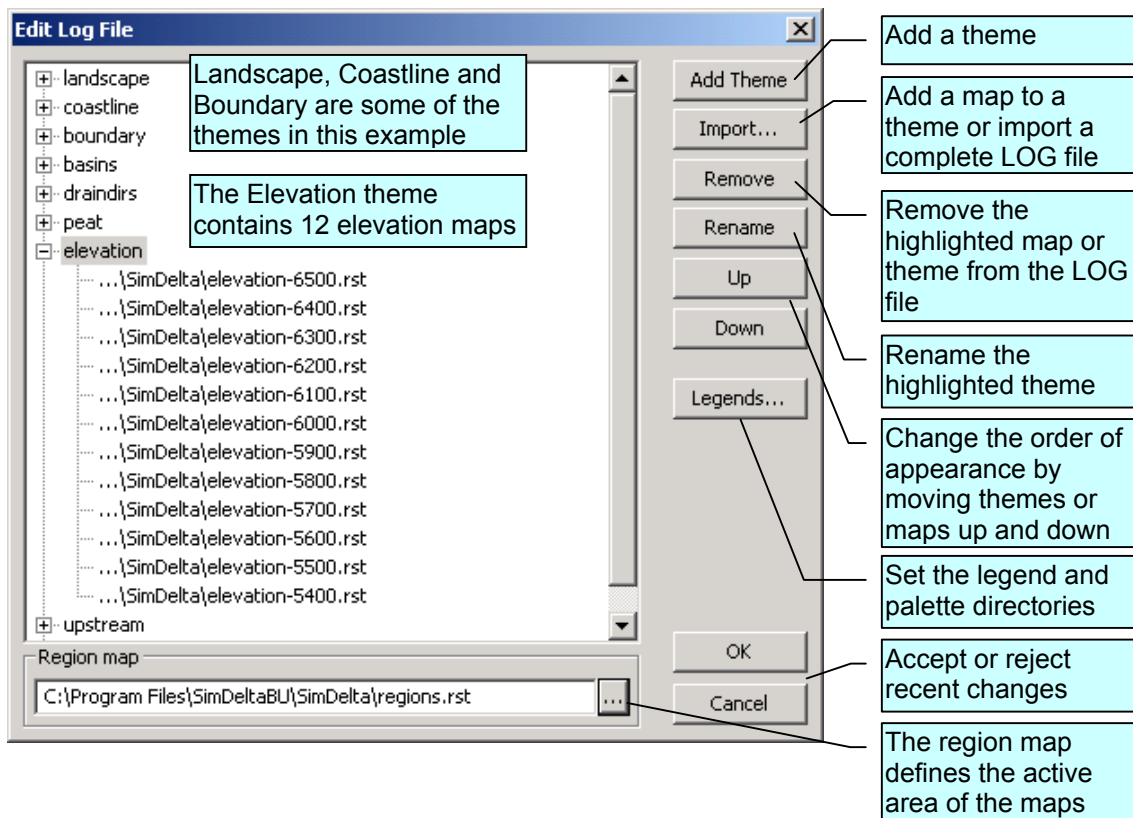 Edit Log File
landscape
coastline
boundary
basins
draindirs
peat
elevation
...\SimDelta\elevation-6500.rst
...\SimDelta\elevation-6400.rst
...\SimDelta\elevation-6300.rst
...\SimDelta\elevation-6200.rst
...\SimDelta\elevation-6100.rst
...\SimDelta\elevation-6000.rst
...\SimDelta\elevation-5900.rst
...\SimDelta\elevation-5800.rst
...\SimDelta\elevation-5700.rst
...\SimDelta\elevation-5600.rst
...\SimDelta\elevation-5500.rst
...\SimDelta\elevation-5400.rst
upstream
Landscape, Coastline and
Boundary are some of the
themes in this example
The Elevation theme
contains 12 elevation maps
Region map
C:\Program Files\SimDeltaBU\SimDelta\regions.rst
...
Add Theme
Import...
Remove
Rename
Up
Down
Legends...
OK
Cancel
Add a theme
Add a map to a
theme or import a
complete LOG file
Remove the
highlighted map or
theme from the LOG
file
Rename the
highlighted theme
Change the order of
appearance by
moving themes or
maps up and down
Set the legend and
palette directories
Accept or reject
recent changes
The region map
defines the active
area of the maps